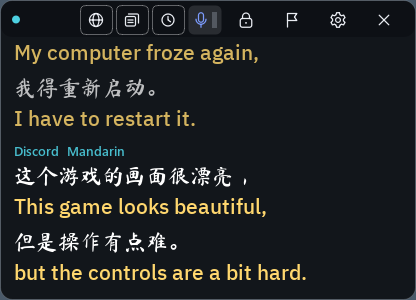 My computer froze again,
我得重新启动。
I have to restart it.
Discord Mandarin
这个游戏的画面很漂亮，
This game looks beautiful,
但是操作有点难。
but the controls are a bit hard.